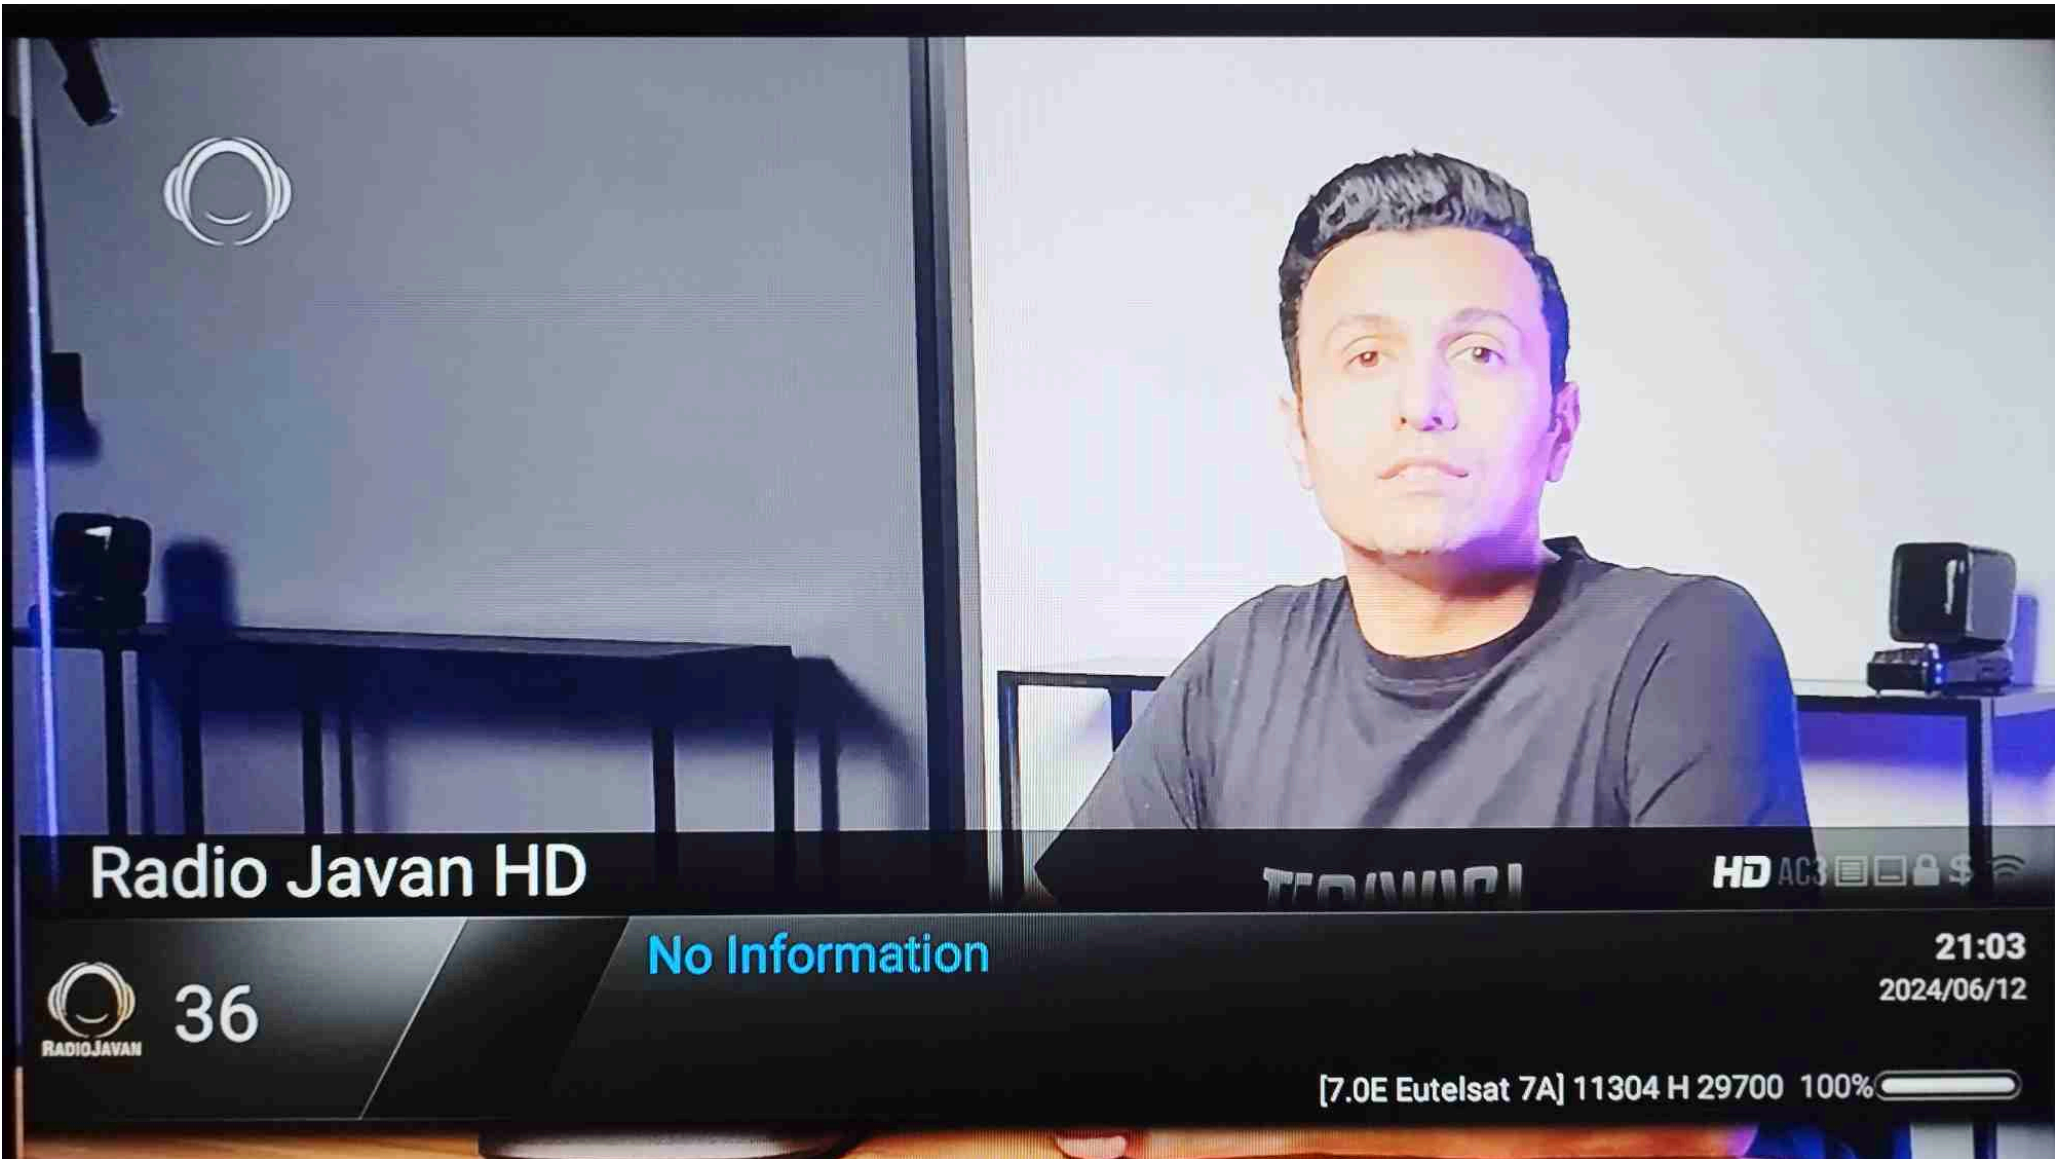 Radio Javan HD
HD AC3 $
No Information
21:03
2024/06/12
RADIOJAVAN
36
[7.0E Eutelsat 7A] 11304 H 29700 100%